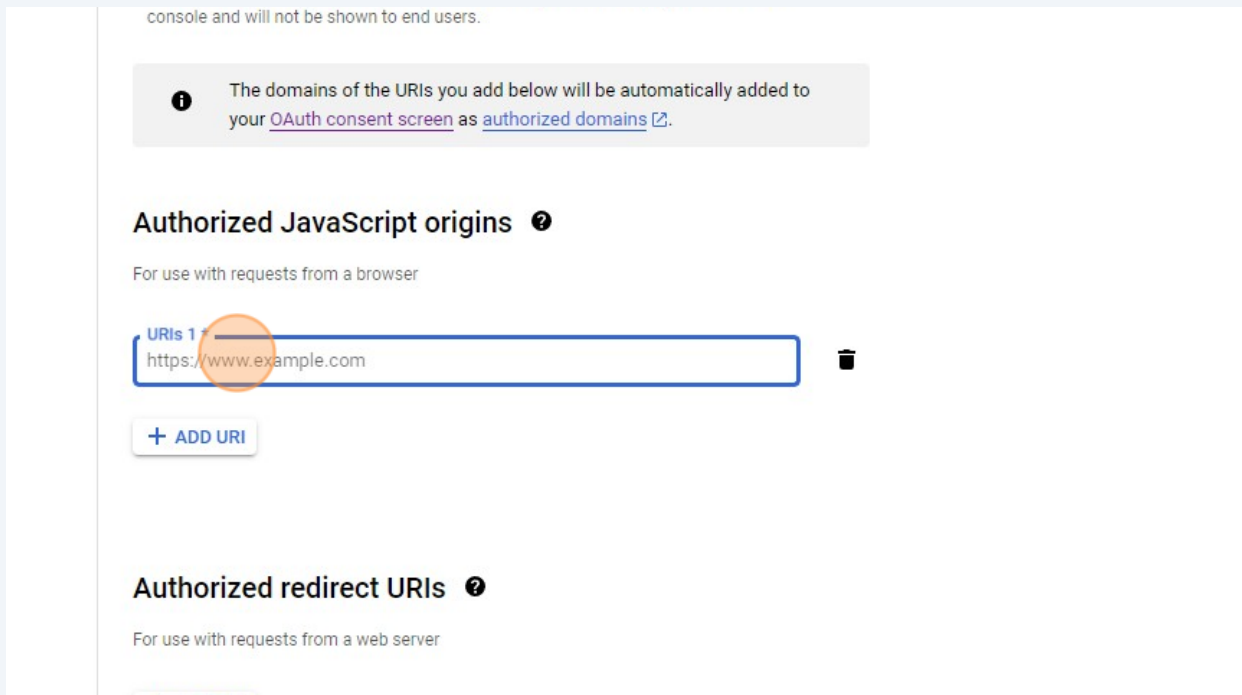 console and will not be shown to end users.
The domains of the URIs you add below will be automatically added to
your OAuth consent screen as authorized domains.
Authorized JavaScript origins
For use with requests from a browser
URIs 1 *
https://www.example.com
+ ADD URI
Authorized redirect URIs
For use with requests from a web server